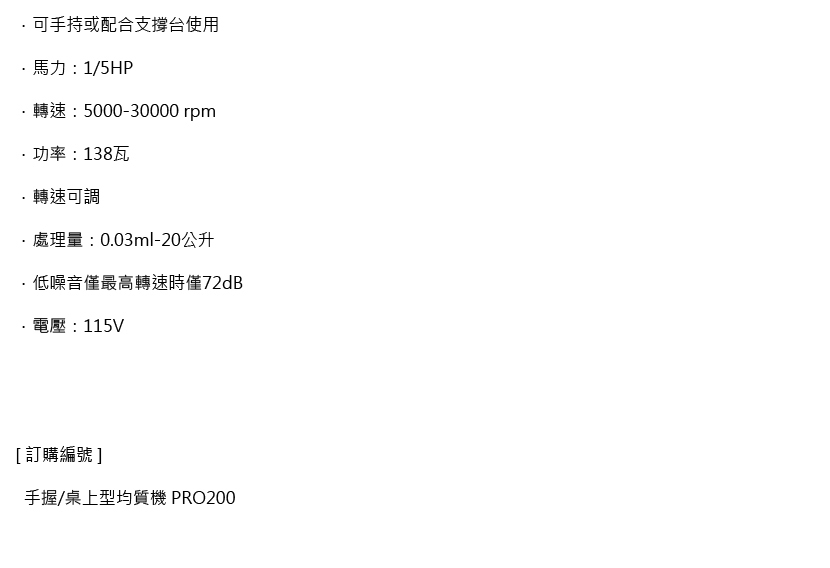 ．可手持或配合支撐台使用
．馬力：1/5HP
．轉速：5000-30000 rpm
．功率：138瓦
．轉速可調
．處理量：0.03ml-20公升
．低噪音僅最高轉速時僅72dB
．電壓：115V
[ 訂購編號 ]
手握/桌上型均質機 PRO200